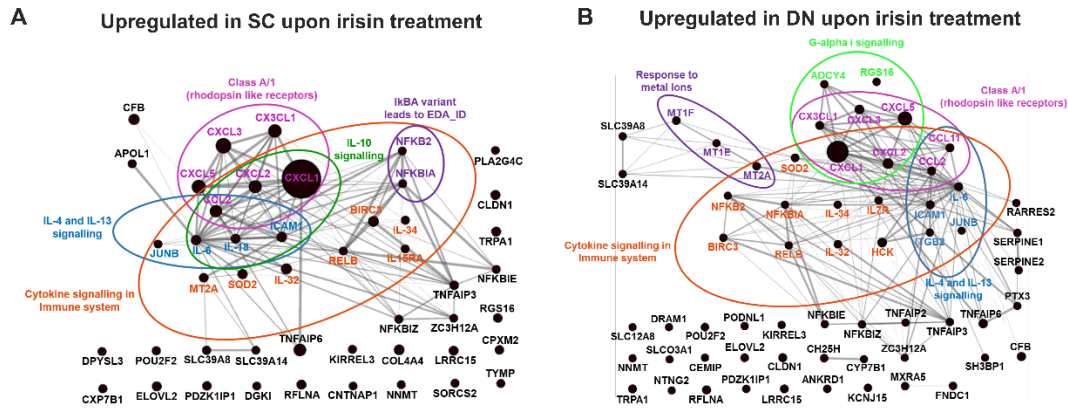 A
Upregulated in SC upon irisin treatment
Class A/1
(rhodopsin like receptors)
IkBA variant
leads to EDA_ID
CFB
CX3CL1
CXCL3
IL-10
signalling
NFKB2
APOL1
PLA2G4C
CXCL5
CXCL2
CXCL1
NFKBIA
CCL2
BIRC3
CLDN1
IL-4 and IL-13
signalling
ICAM1
IL-34
JUNB
IL-6
IL-18
TRPA1
RELB
IL15RA
MT2A
SOD2
IL-32
NFKBIE
Cytokine signalling in
Immune system
TNFAIP3
RGS16
NFKBIZ
ZC3H12A
TNFAIP6
CPXM2
DPYSL3
POU2F2
SLC39A8
SLC39A14
KIRREL3
COL4A4
LRRC15
TYMP
CXP7B1
ELOVL2
PDZK1IP1
DGKI
RFLNA
CNTNAP1
NNMT
SORCS2
B
Upregulated in DN upon irisin treatment
G-alpha i signalling
Response to
metal ions
ADCY4
RGS16
Class A/1
(rhodopsin like receptors)
MT1F
CXCL5
SLC39A8
CX3CL1
CXCL3
MT1E
CCL11
CXCL2
SLC39A14
MT2A
SOD2
CXCL1
CCL2
IL-6
NFKB2
NFKBIA
IL-34
IL7R
ICAM1
JUNB
RARRES2
BIRC3
RELB
IL-32
HCK
ITGB2
SERPINE1
Cytokine signalling in
Immune system
SERPINE2
IL-4 and IL-13
signalling
PTX3
NFKBIE
TNFAIP2
TNFAIP6
DRAM1
PODNL1
NFKBIZ
TNFAIP3
SLC12A8
POU2F2
KIRREL3
SLCO3A1
ELOVL2
CH25H
ZC3H12A
CFB
NNMT
CEMIP
CLDN1
CYP7B1
SH3BP1
NTNG2
PDZK1IP1
ANKRD1
MXRA5
TRPA1
RFLNA
LRRC15
KCNJ15
FNDC1